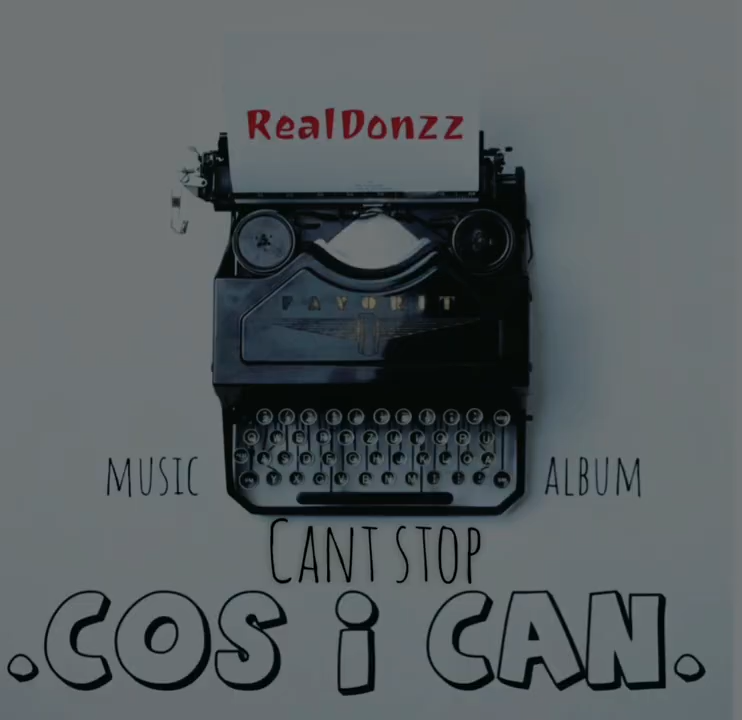 RealDonzz
FAVORIT
MUSIC ALBUM
CANT STOP
.COS i CAN.